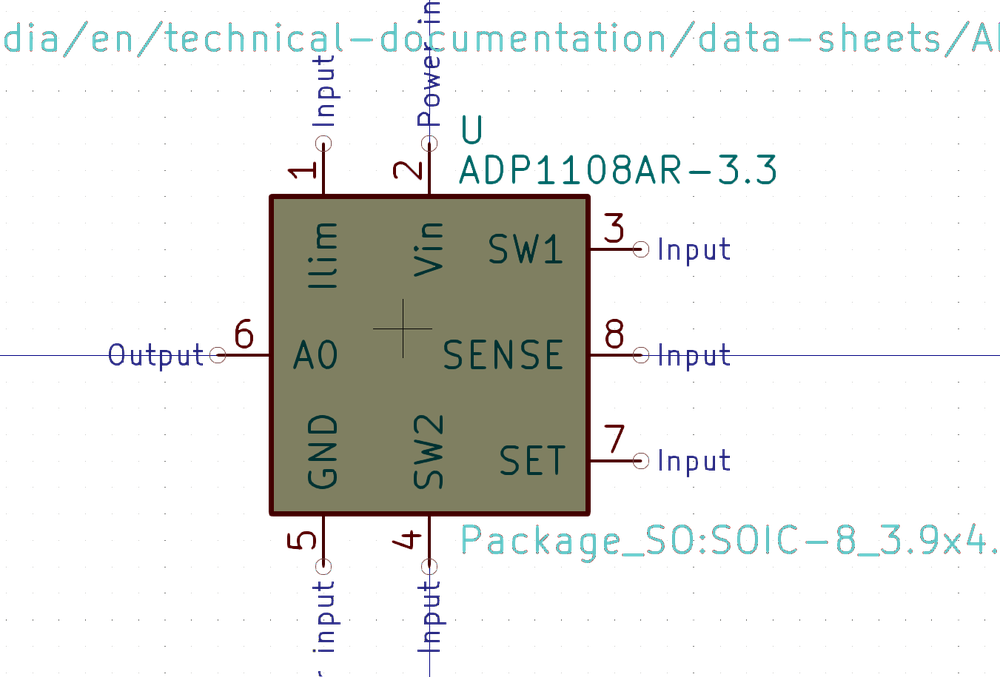 dia/en/technical-documentation/data-sheets/A
Input
Power in
U
ADP1108AR-3.3
1
2
Ilim
Vin
SW1
3
Input
Output
6
AO
SENSE
8
Input
GND
SW2
SET
7
Input
5
4
Package_SO:SOIC-8_3.9x4.
input
Input